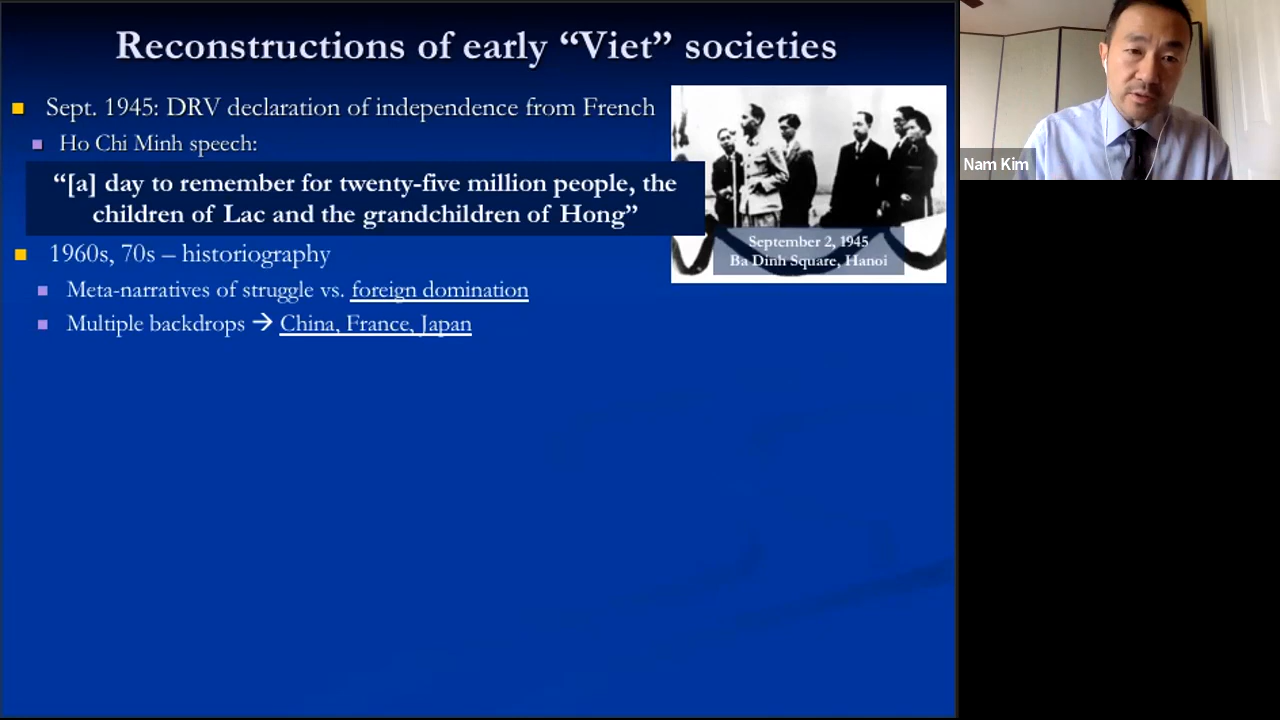 Reconstructions of early “Viet” societies
Sept. 1945: DRV declaration of independence from French
Ho Chi Minh speech:
“[a] day to remember for twenty-five million people, the
children of Lac and the grandchildren of Hong”
September 2, 1945
Ba Dinh Square, Hanoi
1960s, 70s – historiography
Meta-narratives of struggle vs. foreign domination
Multiple backdrops → China, France, Japan
Nam Kim